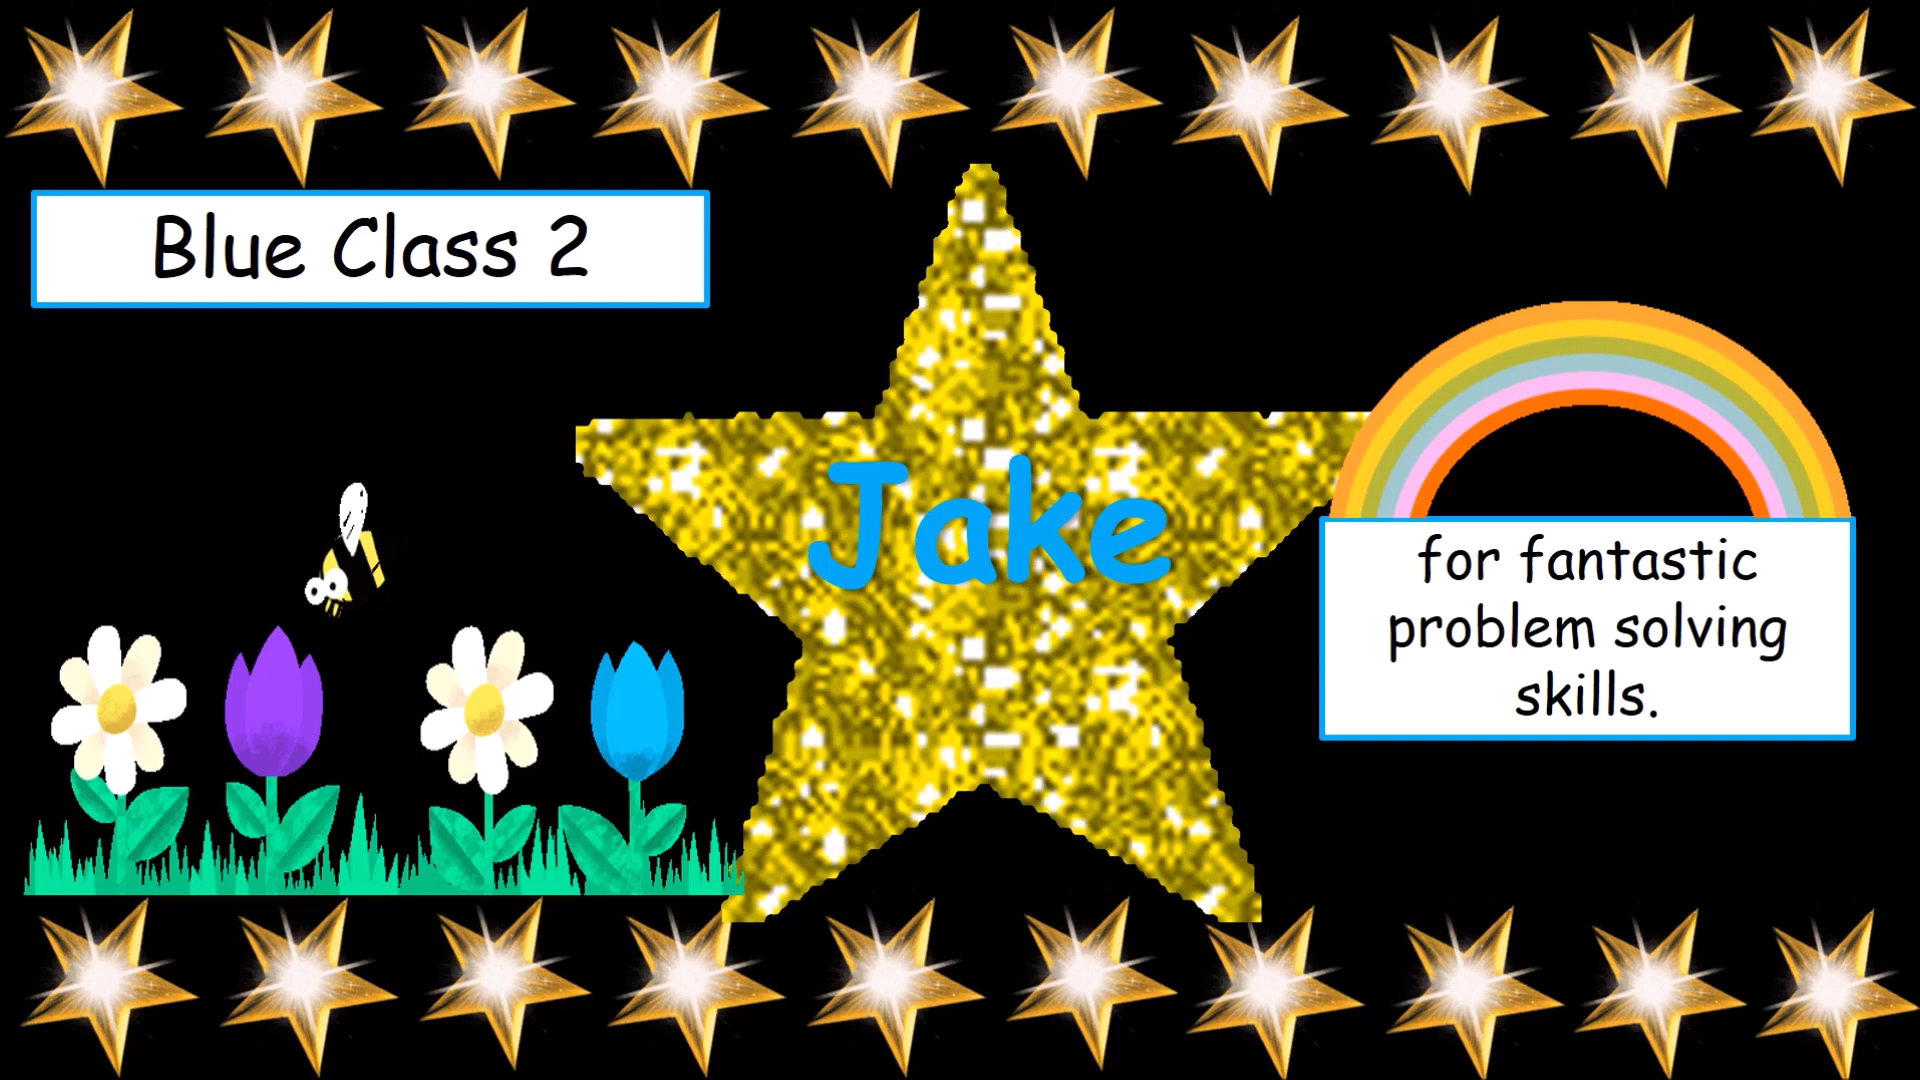 Blue Class 2
Jake
for fantastic
problem solving
skills.